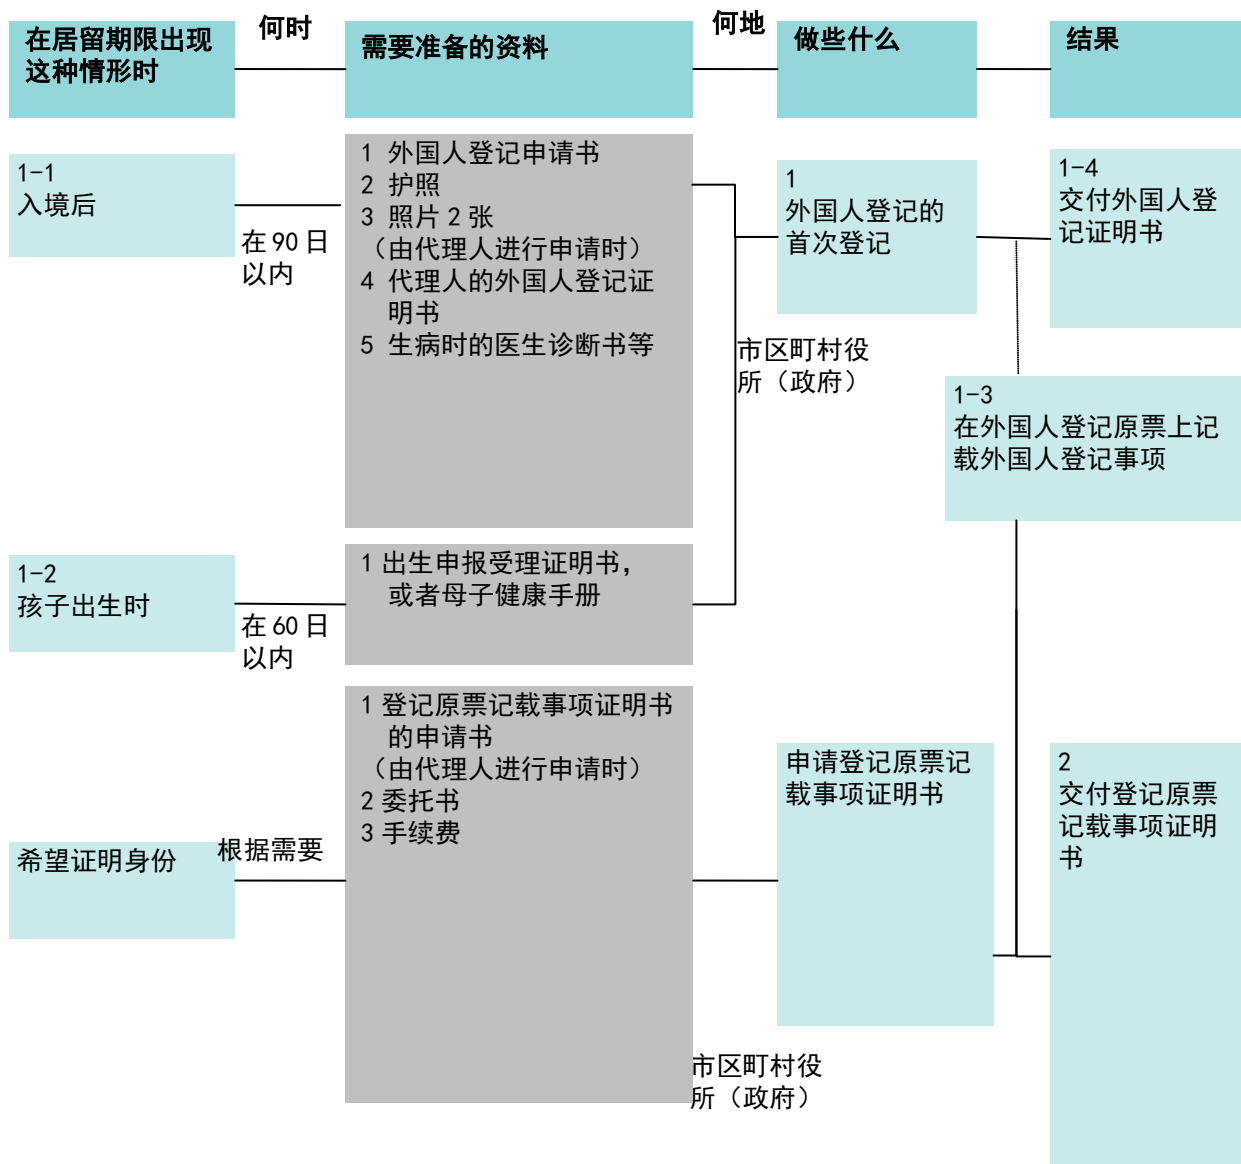 在居留期限出现
这种情形时
何时
需要准备的资料
何地
做些什么
结果
1-1
入境后
在90日
以内
1 外国人登记申请书
2 护照
3 照片2张
（由代理人进行申请时）
4 代理人的外国人登记证
明书
5 生病时的医生诊断书等
市区町村役
所（政府）
1
外国人登记的
首次登记
1-4
交付外国人登
记证明书
1-3
在外国人登记原票上记
载外国人登记事项
1-2
孩子出生时
在60日
以内
1 出生申报受理证明书，
或者母子健康手册
希望证明身份
根据需要
1 登记原票记载事项证明书
的申请书
（由代理人进行申请时）
2 委托书
3 手续费
市区町村役
所（政府）
申请登记原票记
载事项证明书
2
交付登记原票
记载事项证明
书